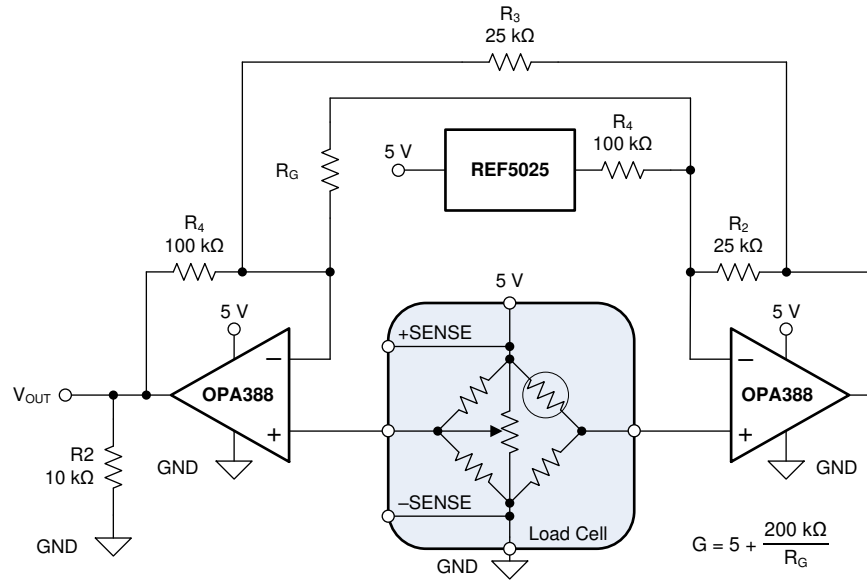 R3
25 kΩ
R4
100 kΩ
5 V
REF5025
RG
R4
100 kΩ
R2
25 kΩ
5 V
5 V
+SENSE
5 V
VOUT
OPA388
−
+
OPA388
−
+
R2
10 kΩ
GND
GND
–SENSE
Load Cell
GND
GND
G = 5 + 200 kΩ
RG